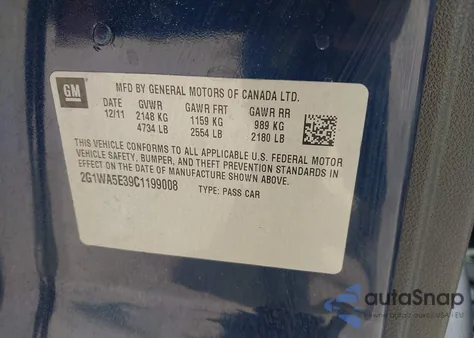 GM
MFD BY GENERAL MOTORS OF CANADA LTD.
DATE GVWR GAWR FRT GAWR RR
12/11 2148 KG 1159 KG 989 KG
4734 LB 2554 LB 2180 LB
THIS VEHICLE CONFORMS TO ALL APPLICABLE U.S. FEDERAL MOTOR
VEHICLE SAFETY, BUMPER, AND THEFT PREVENTION STANDARDS IN
EFFECT ON THE DATE OF MANUFACTURE SHOWN ABOVE.
2G1WA5E39C1199008 TYPE: PASS CAR
autoSnap